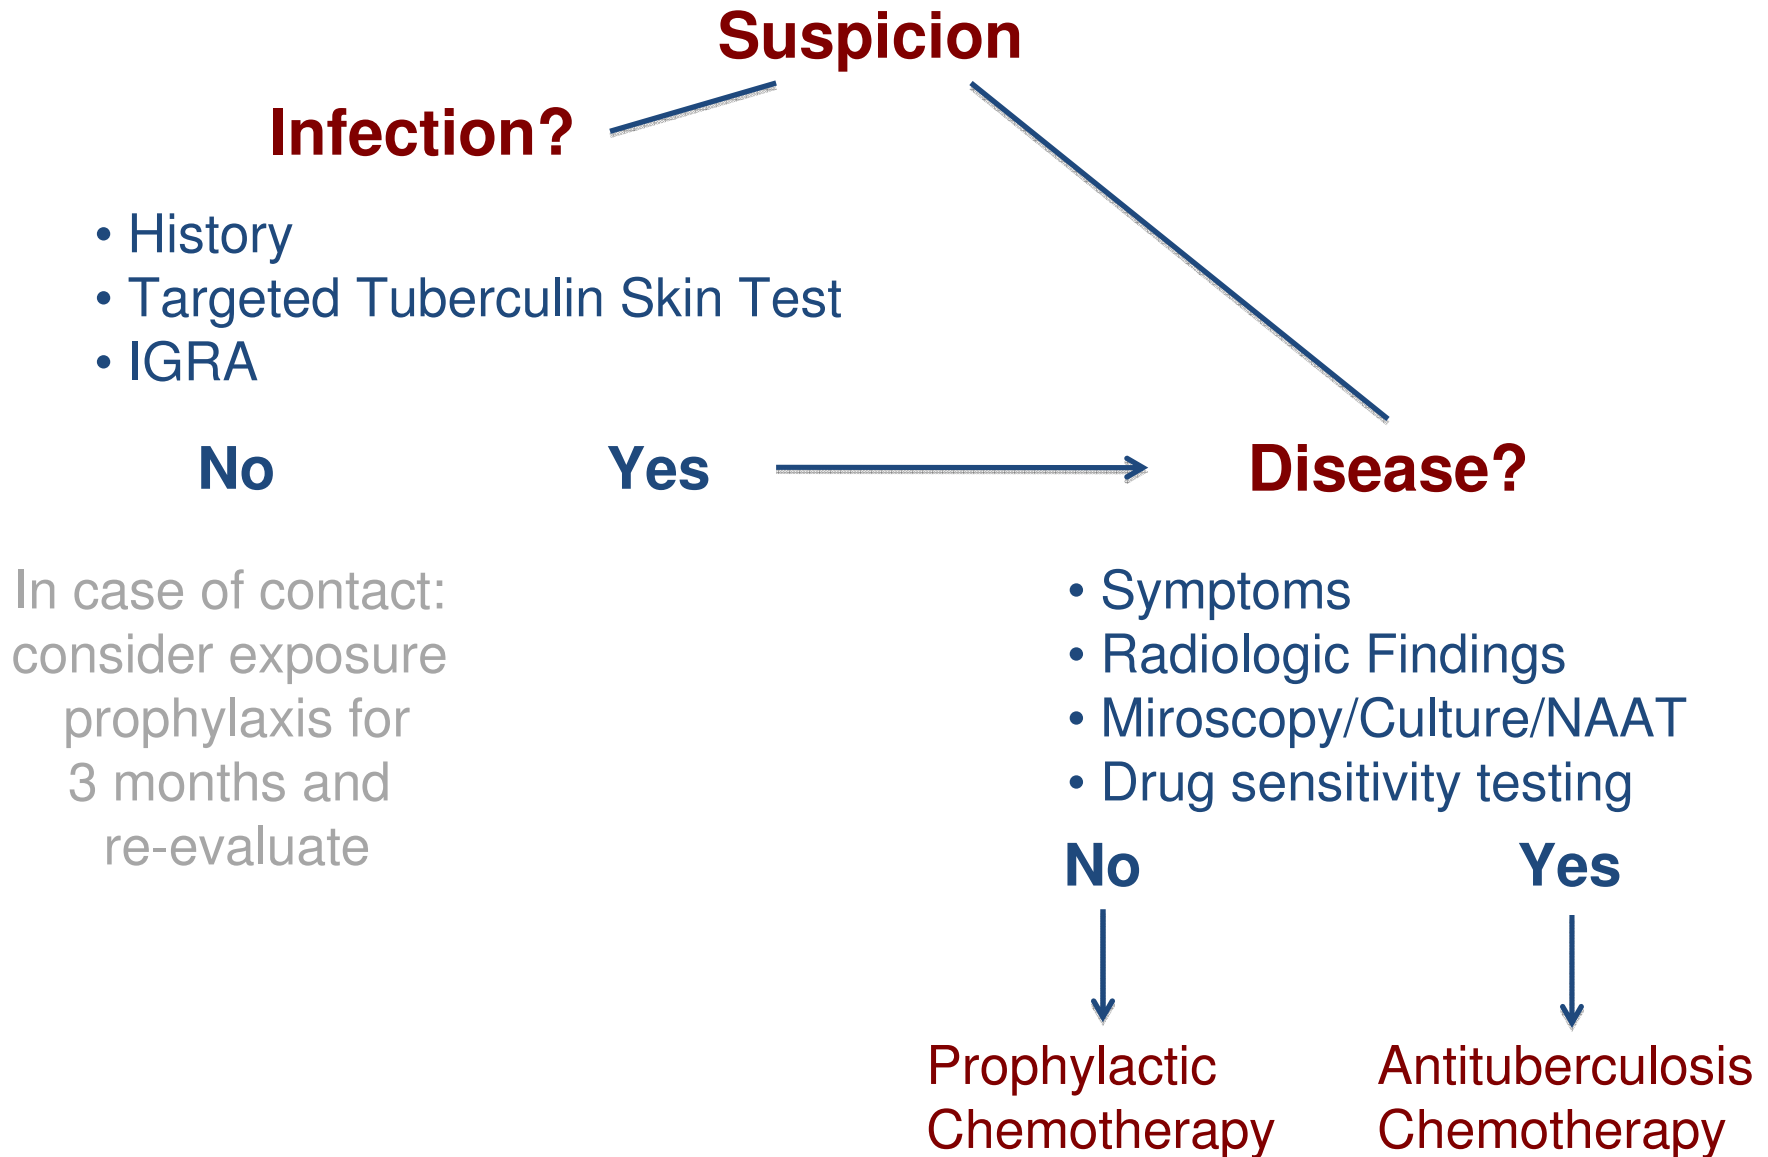 Suspicion
Infection?
• History
• Targeted Tuberculin Skin Test
• IGRA
No
Yes
Disease?
In case of contact:
consider exposure
prophylaxis for
3 months and
re-evaluate
• Symptoms
• Radiologic Findings
• Miroscopy/Culture/NAAT
• Drug sensitivity testing
No
Yes
Prophylactic
Chemotherapy
Antituberculosis
Chemotherapy